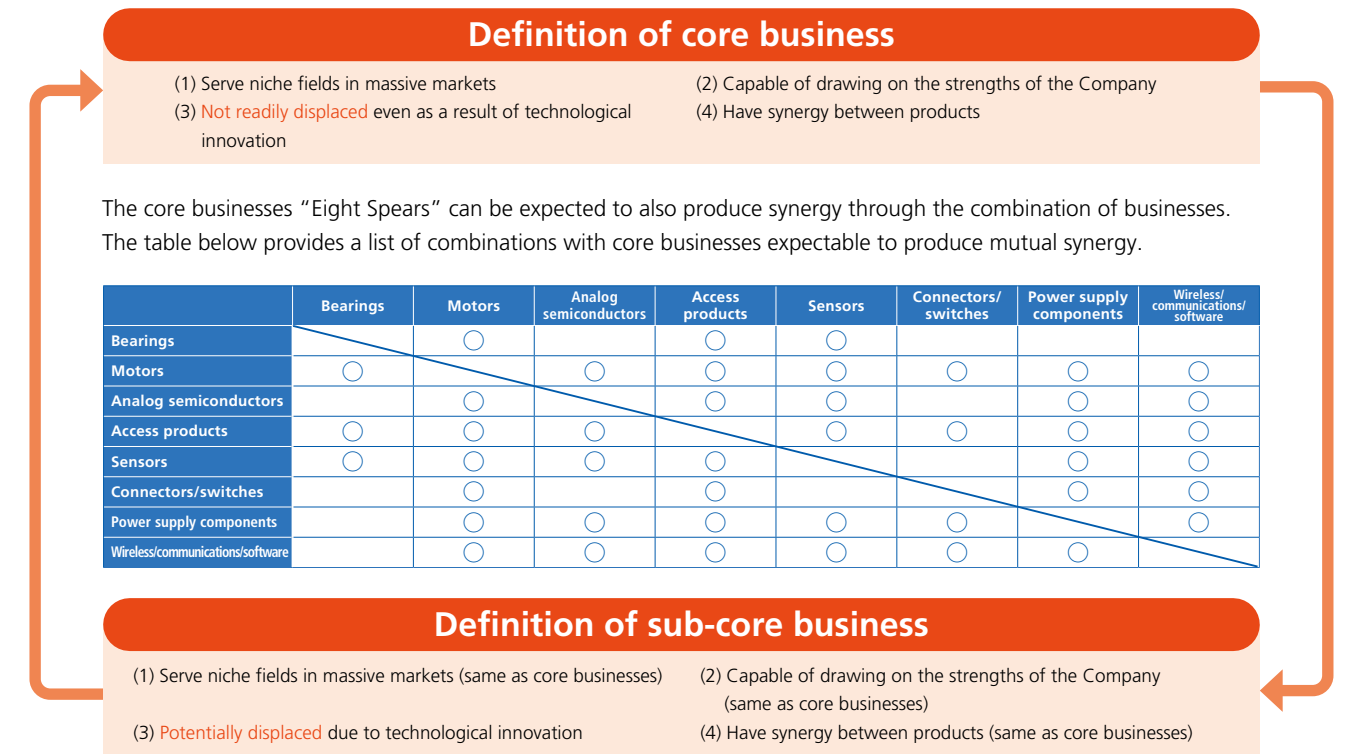 Definition of core business
(1) Serve niche fields in massive markets
(2) Capable of drawing on the strengths of the Company
(3) Not readily displaced even as a result of technological
innovation
(4) Have synergy between products
The core businesses “Eight Spears” can be expected to also produce synergy through the combination of businesses.
The table below provides a list of combinations with core businesses expectable to produce mutual synergy.
Bearings
Motors
Analog
semiconductors
Access
products
Sensors
Connectors/
switches
Power supply
components
Wireless/
communications/
software
Bearings ○ ○ ○
Motors ○ ○ ○ ○ ○ ○ ○
Analog semiconductors ○ ○ ○ ○ ○
Access products ○ ○ ○ ○ ○ ○ ○
Sensors ○ ○ ○ ○ ○ ○
Connectors/switches ○ ○ ○ ○
Power supply components ○ ○ ○ ○ ○ ○
Wireless/communications/software ○ ○ ○ ○ ○ ○
Definition of sub-core business
(1) Serve niche fields in massive markets (same as core businesses)
(2) Capable of drawing on the strengths of the Company
(same as core businesses)
(3) Potentially displaced due to technological innovation
(4) Have synergy between products (same as core businesses)